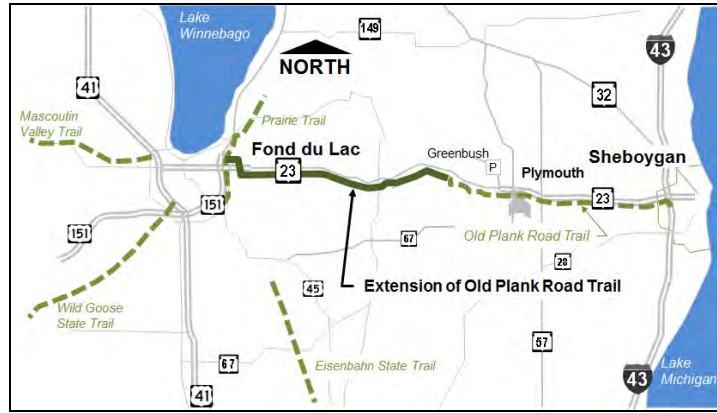 Lake
Winnebago
149
43
NORTH
41
32
Mascoutin
Valley Trail
Prairie Trail
Fond du Lac
Greenbush
P
Plymouth
Sheboygan
23
23
151
151
Old Plank Road Trail
67
28
Extension of Old Plank Road Trail
45
Wild Goose
State Trail
57
67
Eisenbahn State Trail
43
Lake
Michigan
41